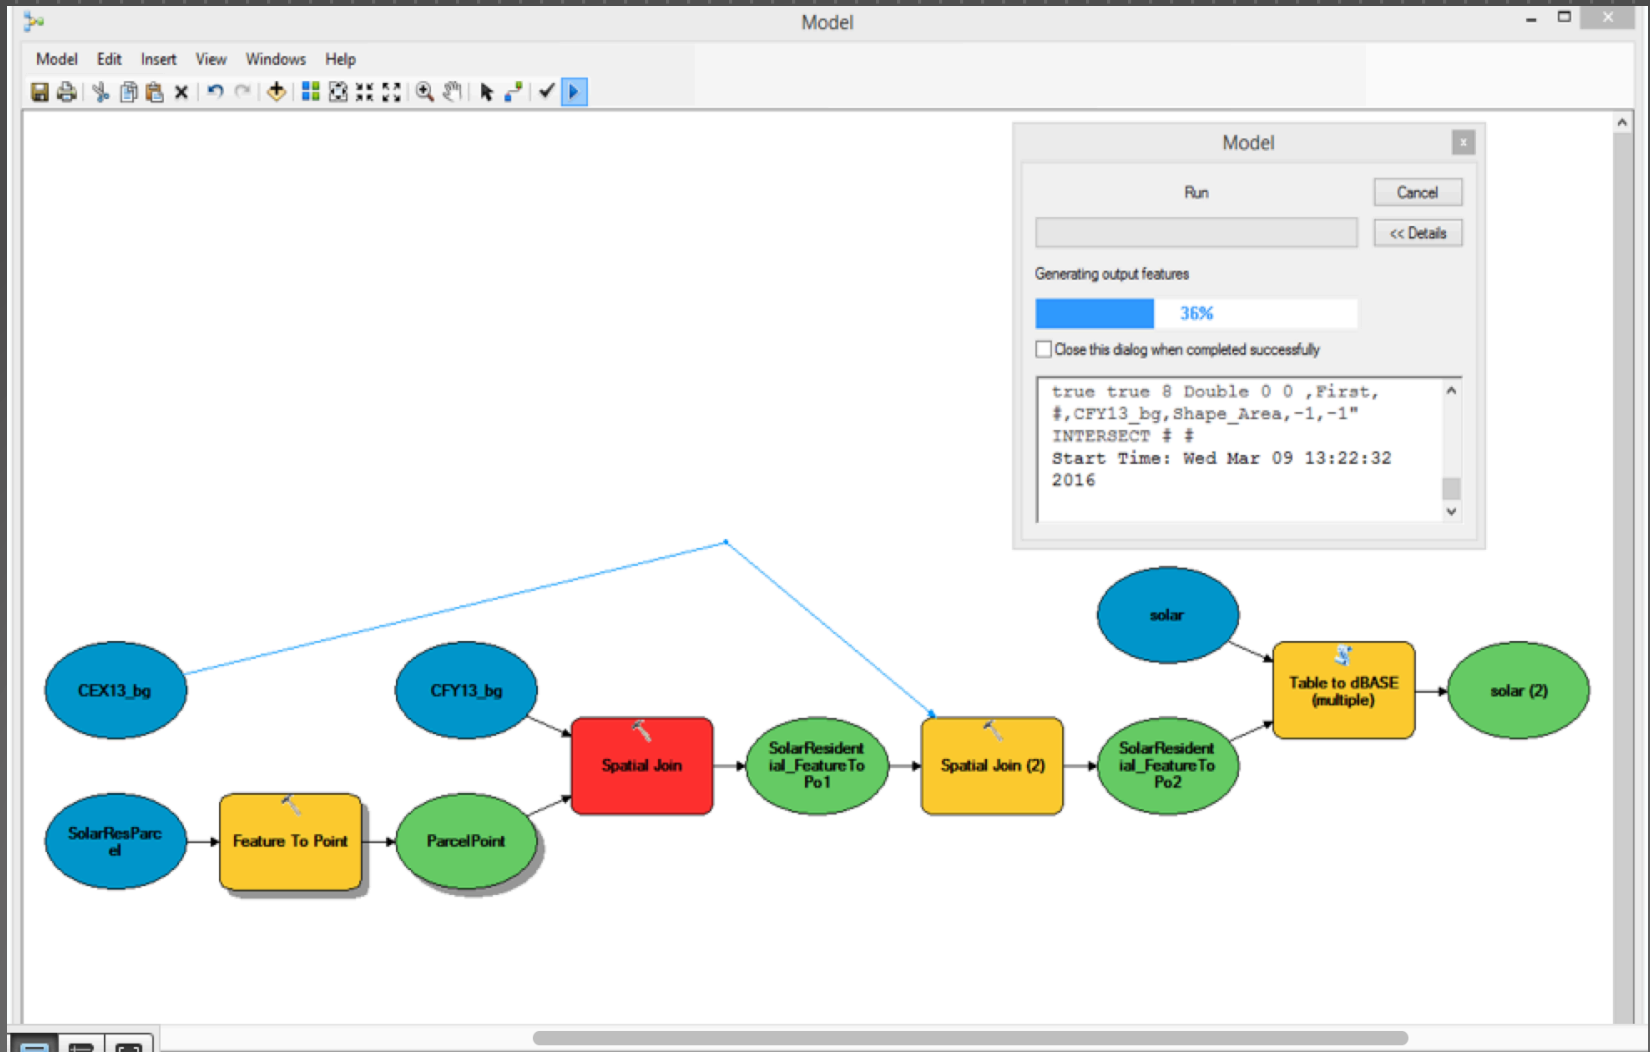 Model
Model Edit Insert View Windows Help
Model
Run
Cancel
<< Details
Generating output features
36%
Close this dialog when completed successfully
true true 8 Double 0 0 ,First,
#,CFY13_bg,Shape_Area,-1,-1"
INTERSECT # #
Start Time: Wed Mar 09 13:22:32
2016
solar
CEX13_bg
CFY13_bg
Table to dBASE
(multiple)
solar (2)
Spatial Join
SolarResident
ial_FeatureTo
Po1
Spatial Join (2)
SolarResident
ial_FeatureTo
Po2
SolarResParc
el
Feature To Point
ParcelPoint